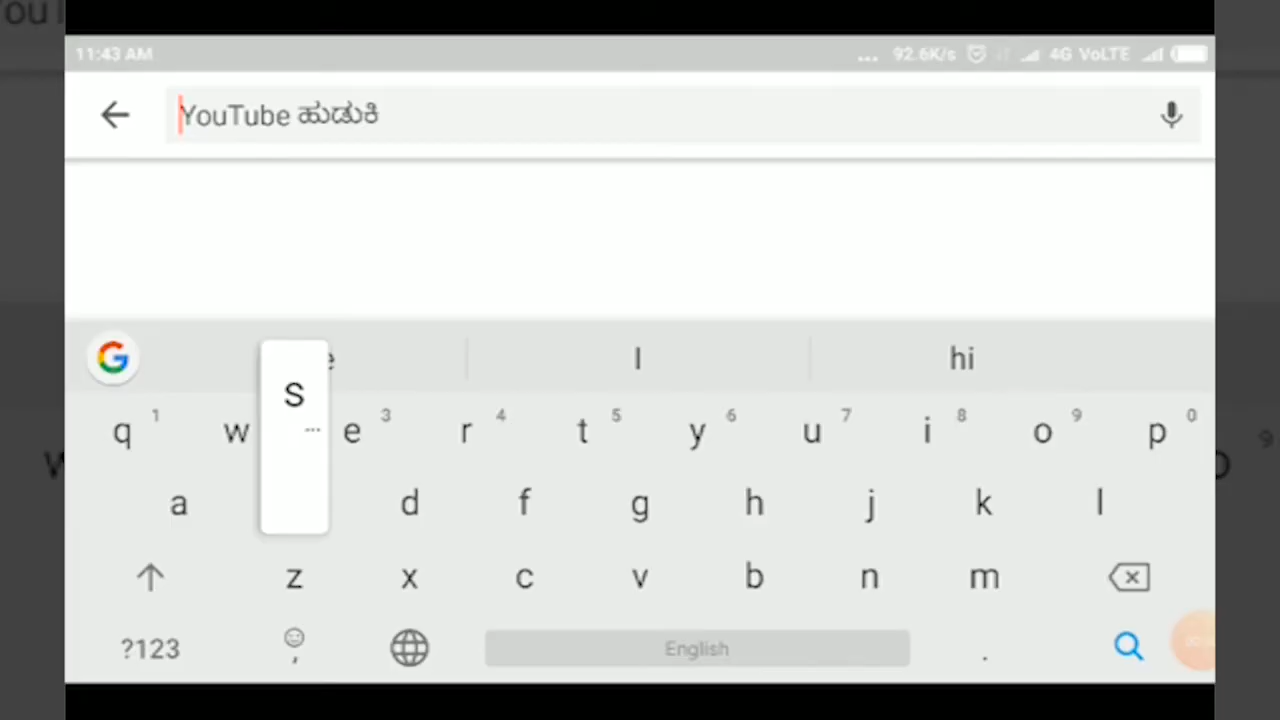 11:43 AM ... 92.6K/s 4G VoLTE
YouTube ಹುಡುಕಿ
I hi
S
q 1 w e 3 r 4 t 5 y 6 u 7 i 8 o 9 p 0
a d f g h j k l
z x c v b n m
?123 , English .